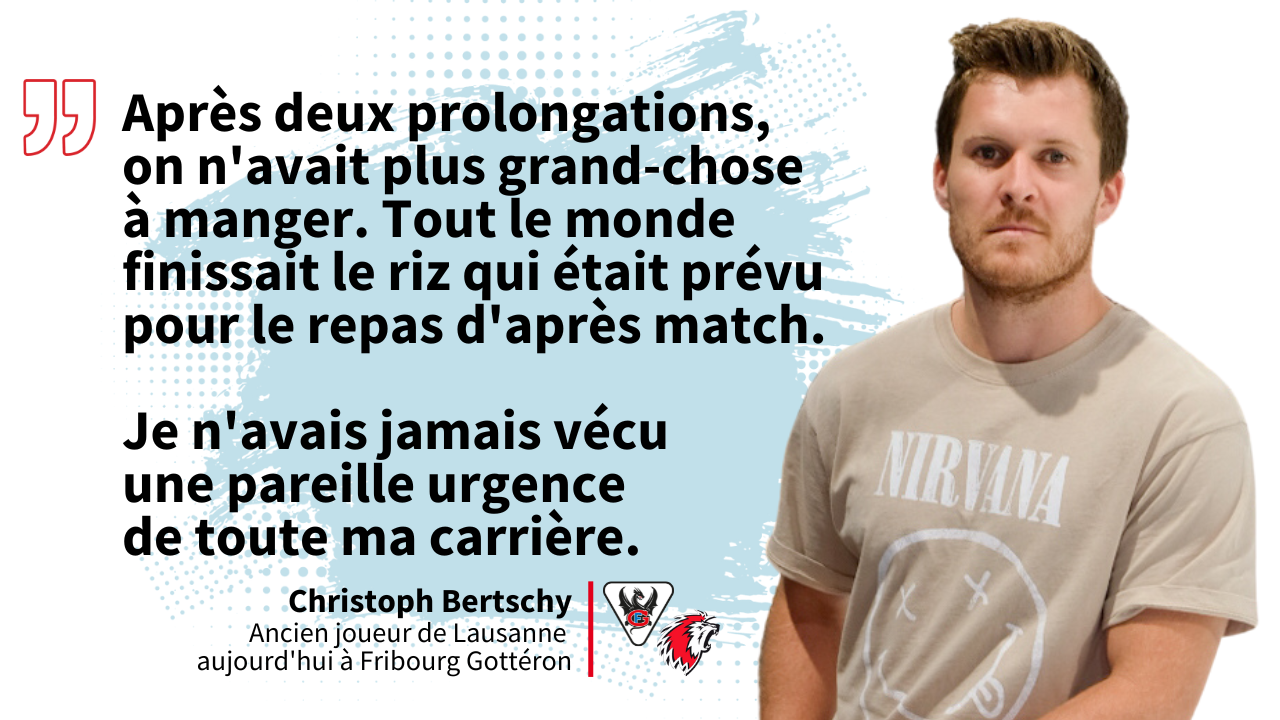 Après deux prolongations,
on n'avait plus grand-chose
à manger. Tout le monde
finissait le riz qui était prévu
pour le repas d'après match.
Je n'avais jamais vécu
une pareille urgence
de toute ma carrière.
Christoph Bertschy
Ancien joueur de Lausanne
aujourd'hui à Fribourg Gottéron
NIRVANA